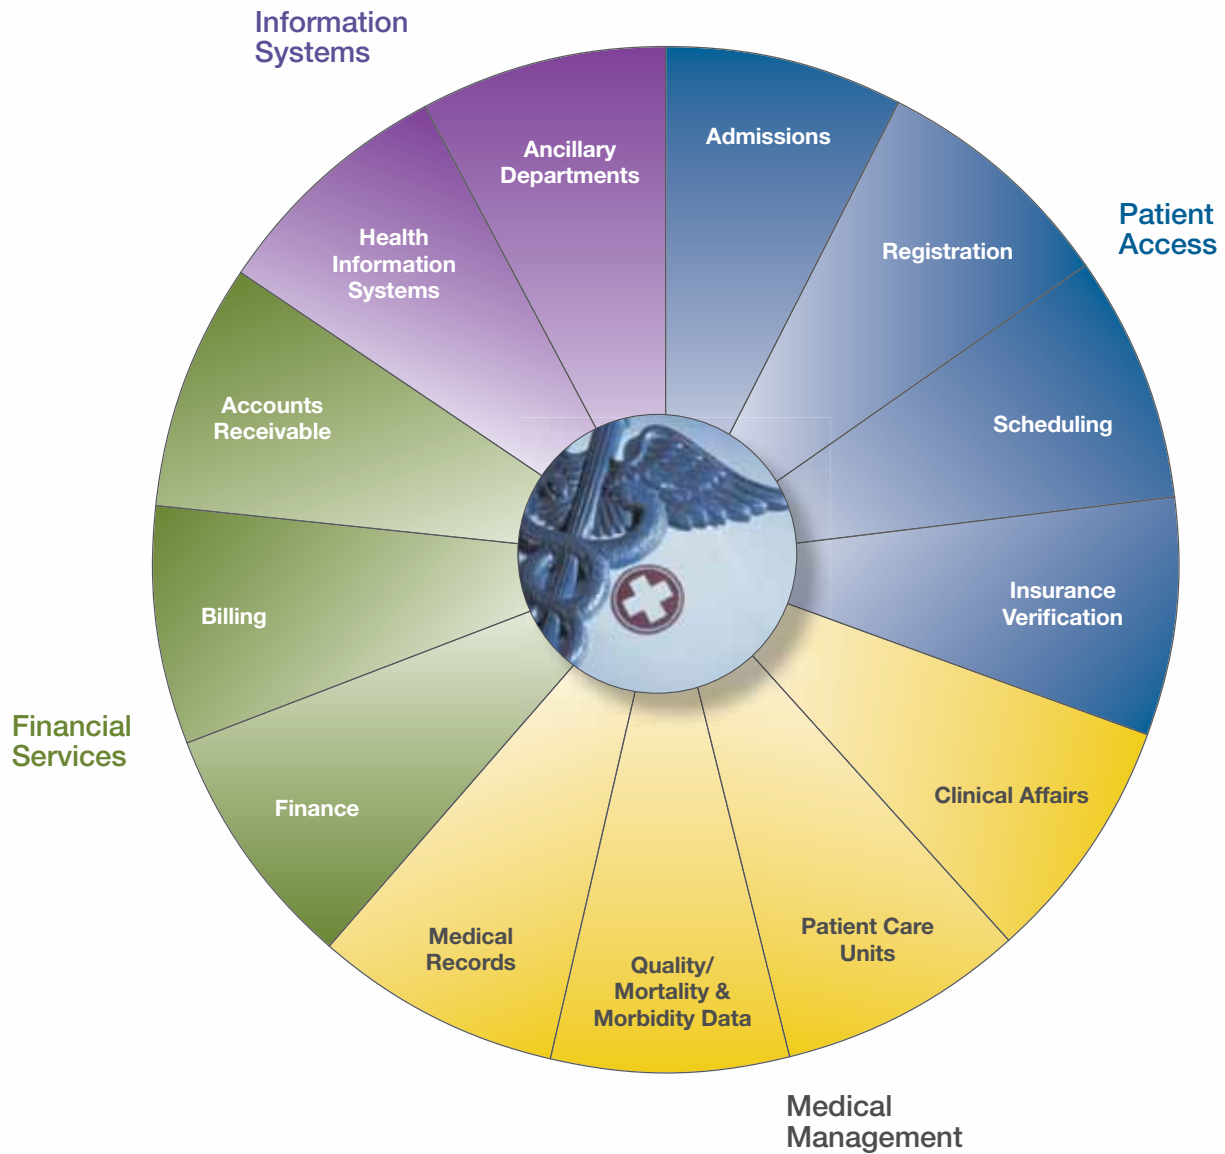 Information
Systems
Ancillary
Departments
Admissions
Health
Information
Systems
Registration
Patient
Access
Accounts
Receivable
Scheduling
Billing
Insurance
Verification
Financial
Services
Finance
Clinical Affairs
Medical
Records
Quality/
Mortality &
Morbidity Data
Patient Care
Units
Medical
Management